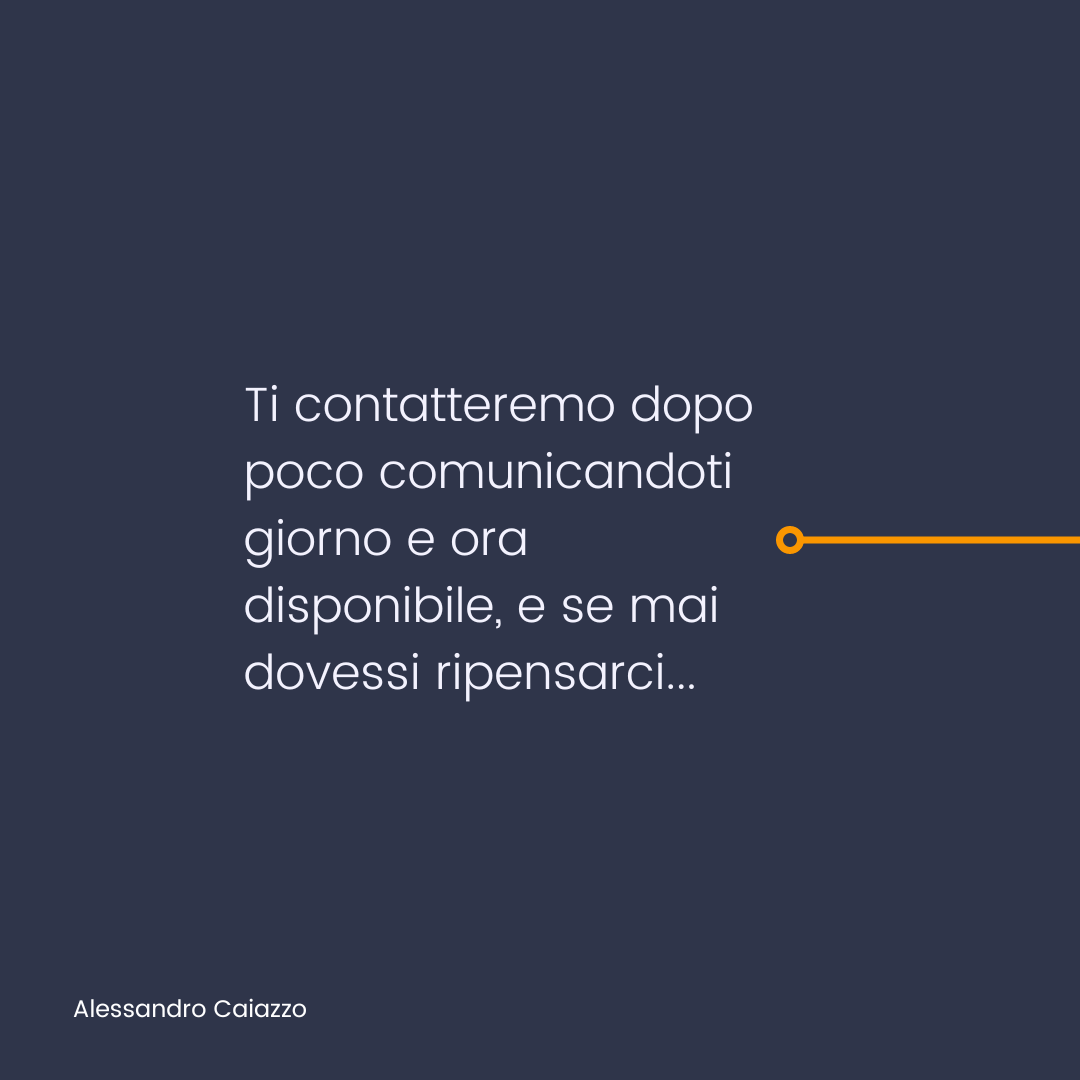 Ti contatteremo dopo
poco comunicandoti
giorno e ora
disponibile, e se mai
dovessi ripensarci...
Alessandro Caiazzo